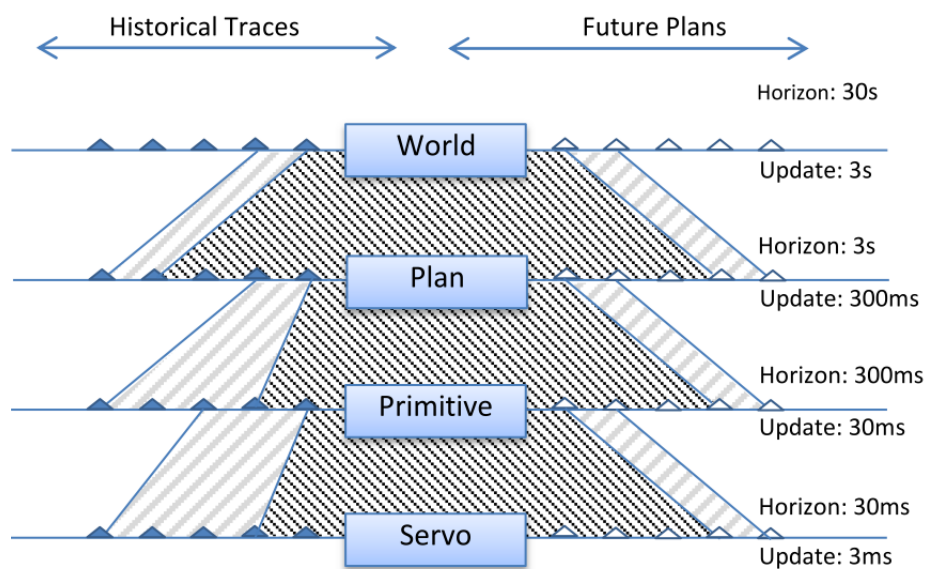 Historical Traces
Future Plans
Horizon: 30s
World
Update: 3s
Horizon: 3s
Plan
Update: 300ms
Horizon: 300ms
Primitive
Update: 30ms
Horizon: 30ms
Servo
Update: 3ms